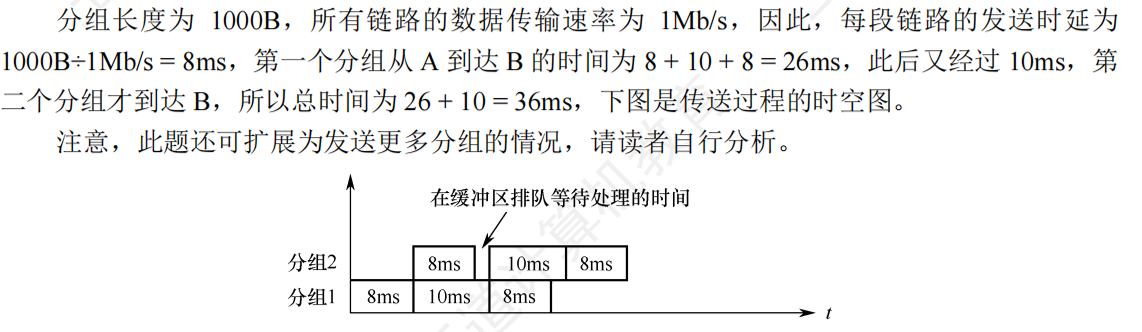 分组长度为 1000B，所有链路的数据传输速率为 1Mb/s，因此，每段链路的发送时延为
1000B÷1Mb/s = 8ms，第一个分组从 A 到达 B 的时间为 8 + 10 + 8 = 26ms，此后又经过 10ms，第
二个分组才到达 B，所以总时间为 26 + 10 = 36ms，下图是传送过程的时空图。
注意，此题还可扩展为发送更多分组的情况，请读者自行分析。
在缓冲区排队等待处理的时间
分组2 8ms 10ms 8ms
分组1 8ms 10ms 8ms
t
道计算机教育